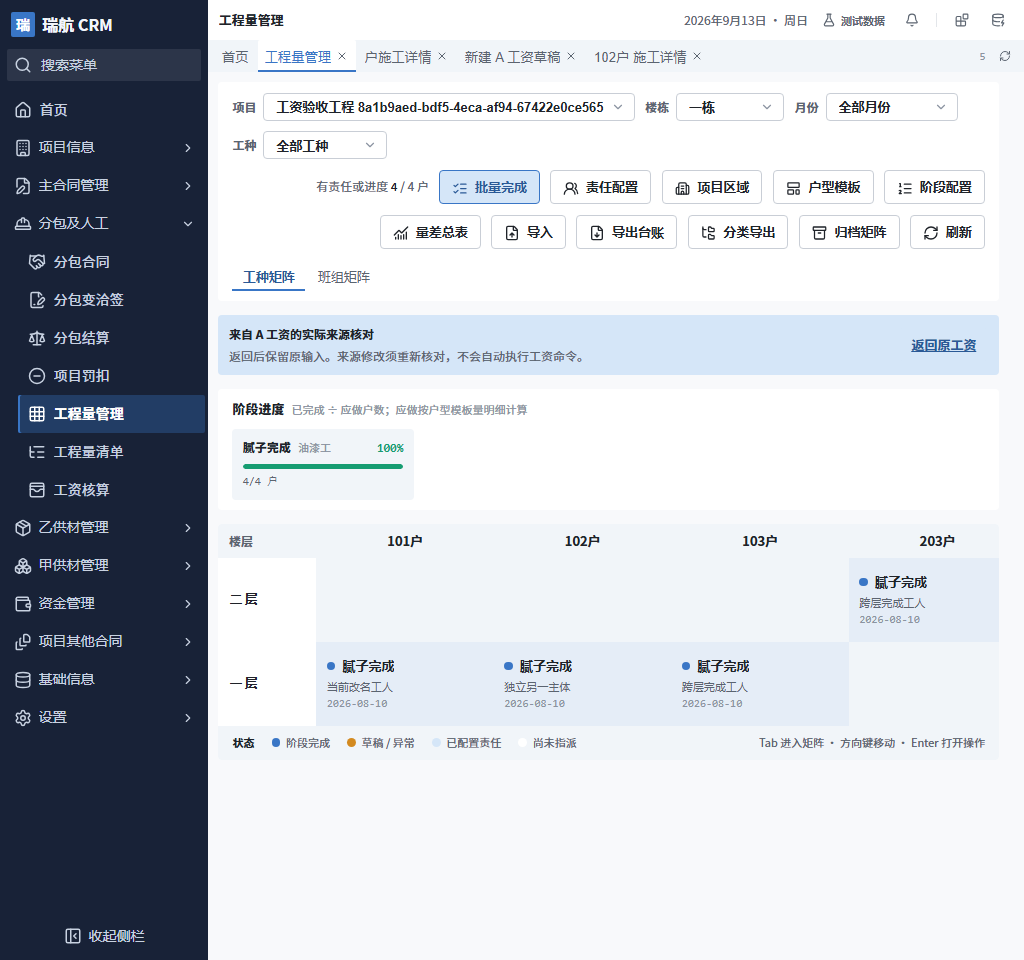 瑞 瑞航 CRM
搜索菜单
首页
项目信息
主合同管理
分包及人工
分包合同
分包变洽签
分包结算
项目罚扣
工程量管理
工程量清单
工资核算
乙供材管理
甲供材管理
资金管理
项目其他合同
基础信息
设置
收起侧栏
工程量管理
2026年9月13日 · 周日 测试数据
首页 工程量管理 × 户施工详情 × 新建 A 工资草稿 × 102户 施工详情 × 5
项目 工资验收工程 8a1b9aed-bdf5-4eca-af94-67422e0ce565 楼栋 一栋 月份 全部月份
工种 全部工种
有责任或进度 4 / 4 户 批量完成 责任配置 项目区域 户型模板 阶段配置
量差总表 导入 导出台账 分类导出 归档矩阵 刷新
工种矩阵 班组矩阵
来自 A 工资的实际来源核对
返回后保留原输入。来源修改须重新核对，不会自动执行工资命令。
返回原工资
阶段进度 已完成 ÷ 应做户数；应做按户型模板量明细计算
腻子完成 油漆工 100%
4/4 户
楼层 101户 102户 103户 203户
二层
腻子完成
跨层完成工人
2026-08-10
一层
腻子完成 腻子完成 腻子完成
当前改名工人 独立另一主体 跨层完成工人
2026-08-10 2026-08-10 2026-08-10
状态 阶段完成 草稿 / 异常 已配置责任 尚未指派 Tab 进入矩阵 · 方向键移动 · Enter 打开操作